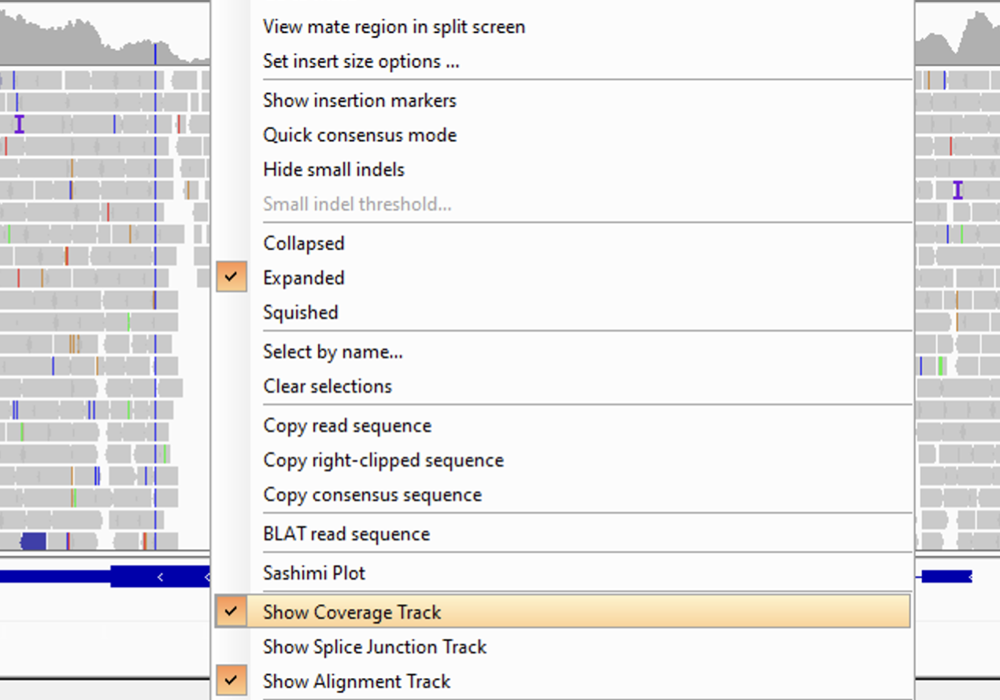 View mate region in split screen
Set insert size options ...
Show insertion markers
Quick consensus mode
Hide small indels
Small indel threshold...
Collapsed
Expanded
Squished
Select by name...
Clear selections
Copy read sequence
Copy right-clipped sequence
Copy consensus sequence
BLAT read sequence
Sashimi Plot
Show Coverage Track
Show Splice Junction Track
Show Alignment Track